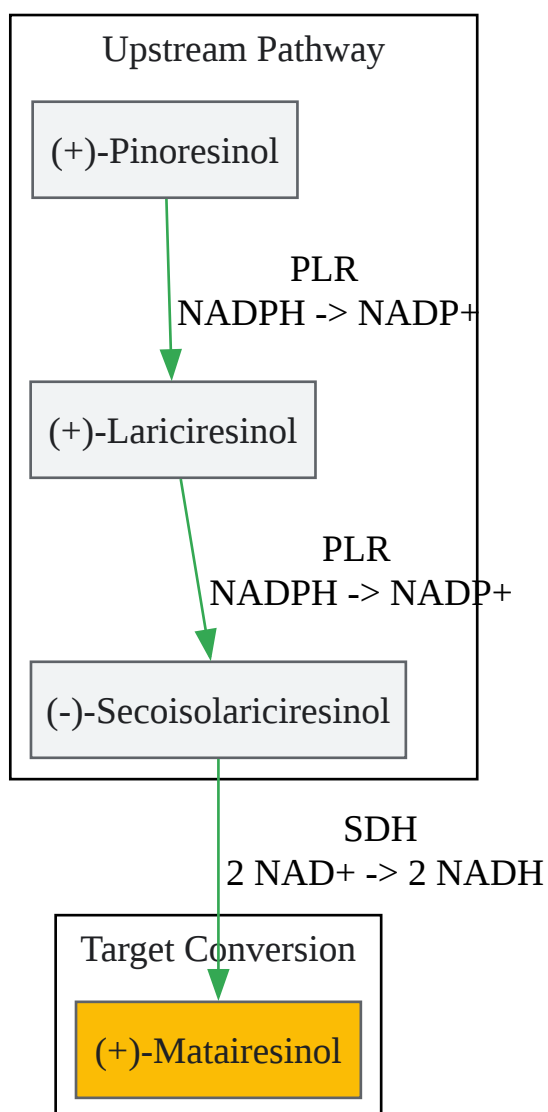 Upstream Pathway
(+)-Pinoresinol
PLR
NADPH -> NADP+
(+)-Lariciresinol
PLR
NADPH -> NADP+
(-)-Secoisolariciresinol
SDH
2 NAD+ -> 2 NADH
Target Conversion
(+)-Matairesinol